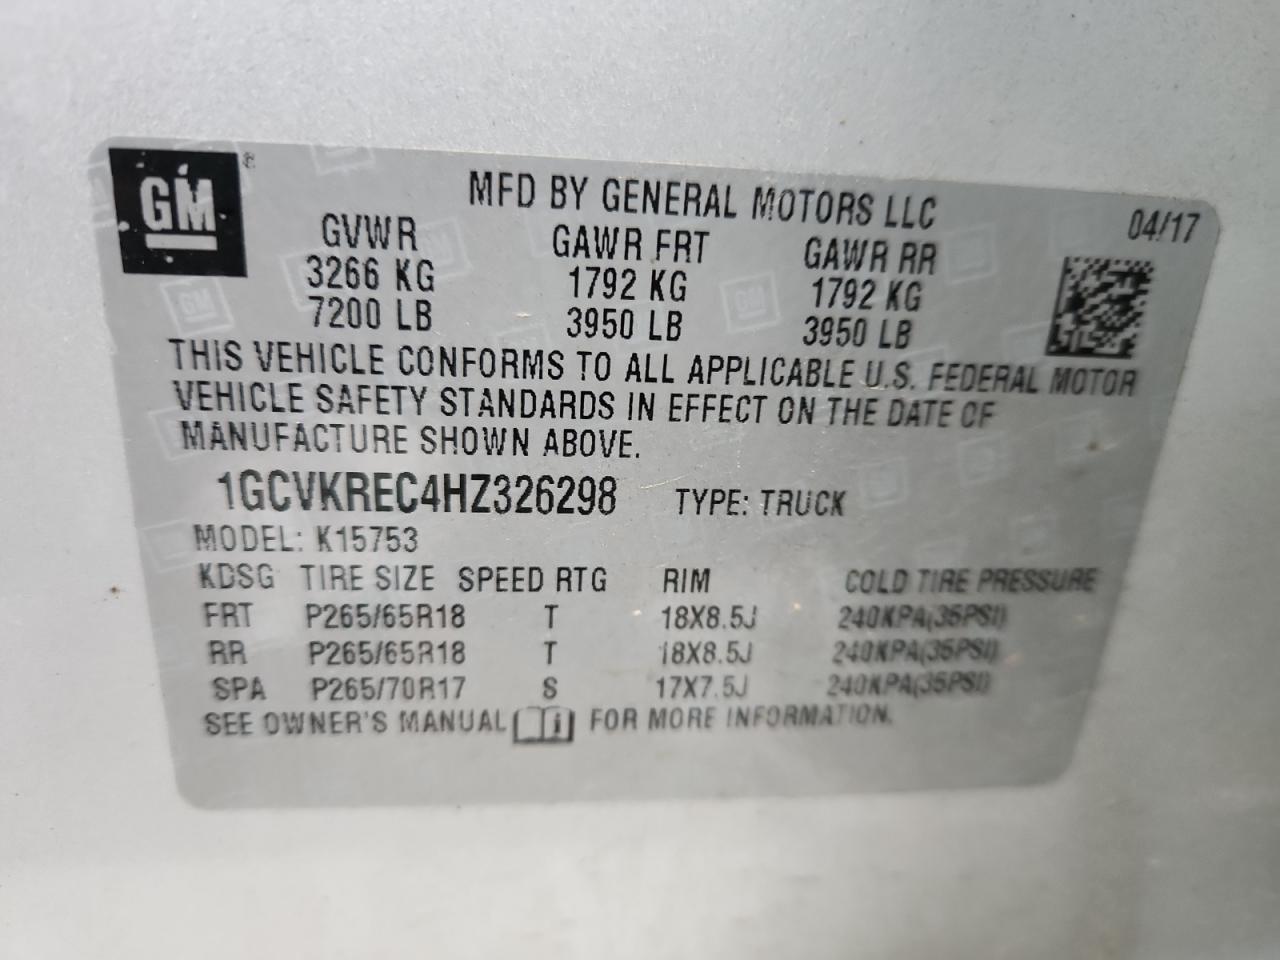 GM®
MFD BY GENERAL MOTORS LLC
04/17
GVWR GAWR FRT GAWR RR
3266 KG 1792 KG 1792 KG
7200 LB 3950 LB 3950 LB
THIS VEHICLE CONFORMS TO ALL APPLICABLE U.S. FEDERAL MOTOR
VEHICLE SAFETY STANDARDS IN EFFECT ON THE DATE OF
MANUFACTURE SHOWN ABOVE.
1GCVKREC4HZ326298 TYPE: TRUCK
MODEL: K15753
KDSG TIRE SIZE SPEED RTG RIM COLD TIRE PRESSURE
FRT P265/65R18 T 18X8.5J 240KPA(35PSI)
RR P265/65R18 T 18X8.5J 240KPA(35PSI)
SPA P265/70R17 S 17X7.5J 240KPA(35PSI)
SEE OWNER'S MANUAL FOR MORE INFORMATION.